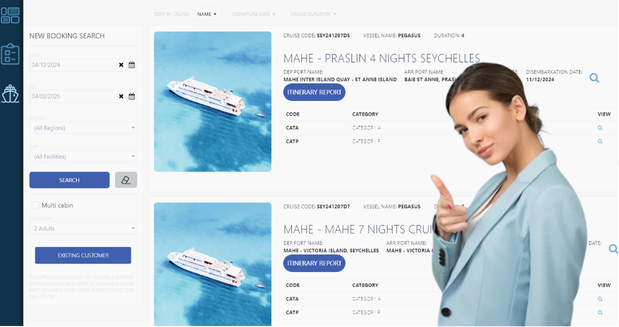 SORT BY CRUISE: NAME DEPARTURE DATE CRUISE DURATION
NEW BOOKING SEARCH
04/12/2024
04/02/2025
(All Regions)
(All Facilities)
SEARCH
Multi cabin
2 Adults
EXISTING CUSTOMER
CRUISE CODE: SEY241207D5 VESSEL NAME: PEGASUS DURATION: 4
MAHE - PRASLIN 4 NIGHTS SEYCHELLES
DEP PORT NAME: ARR PORT NAME: DISEMBARKATION DATE:
MAHE INTER ISLAND QUAY - ST ANNE ISLAND BAIE ST ANNE, 11/12/2024
ITINERARY REPORT
CODE CATEGORY VIEW
CATA CATEGORY A
CATP CATEGORY P
CRUISE CODE: SEY241207D7 VESSEL NAME: PEGASUS
MAHE - MAHE 7 NIGHTS
DEP PORT NAME: ARR PORT NAME: DATE:
MAHE - VICTORIA ISLAND, SEYCHELLES MAHE - VICTORIA
ITINERARY REPORT
CODE CATEGORY VIEW
CATA CATEGORY A
CATP CATEGORY P